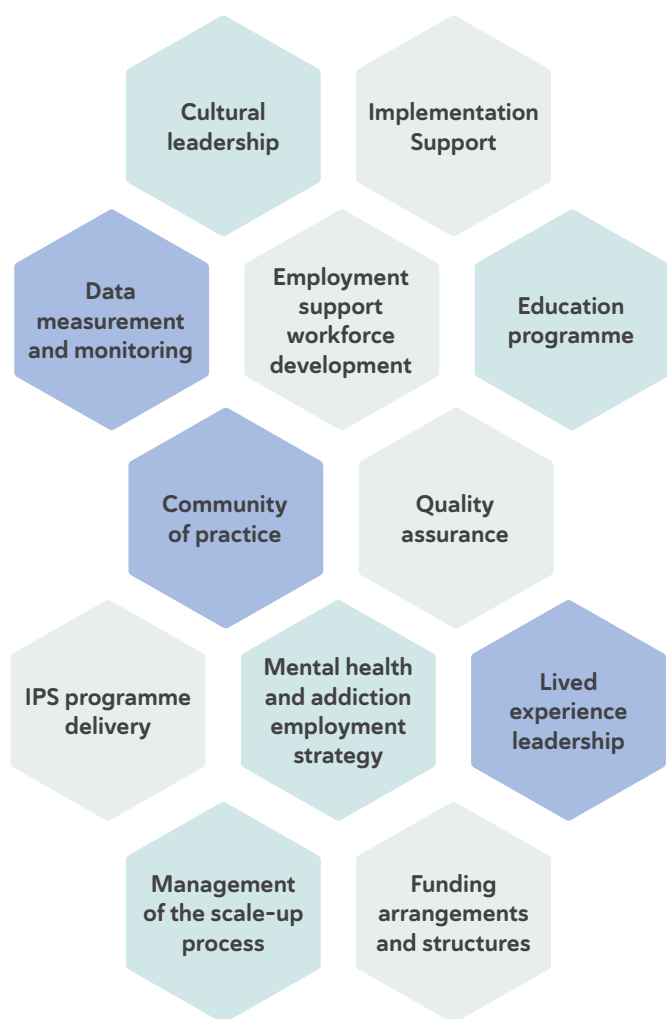 Cultural
leadership
Implementation
Support
Data
measurement
and monitoring
Employment
support
workforce
development
Education
programme
Community
of practice
Quality
assurance
IPS programme
delivery
Mental health
and addiction
employment
strategy
Lived
experience
leadership
Management
of the scale-up
process
Funding
arrangements
and structures